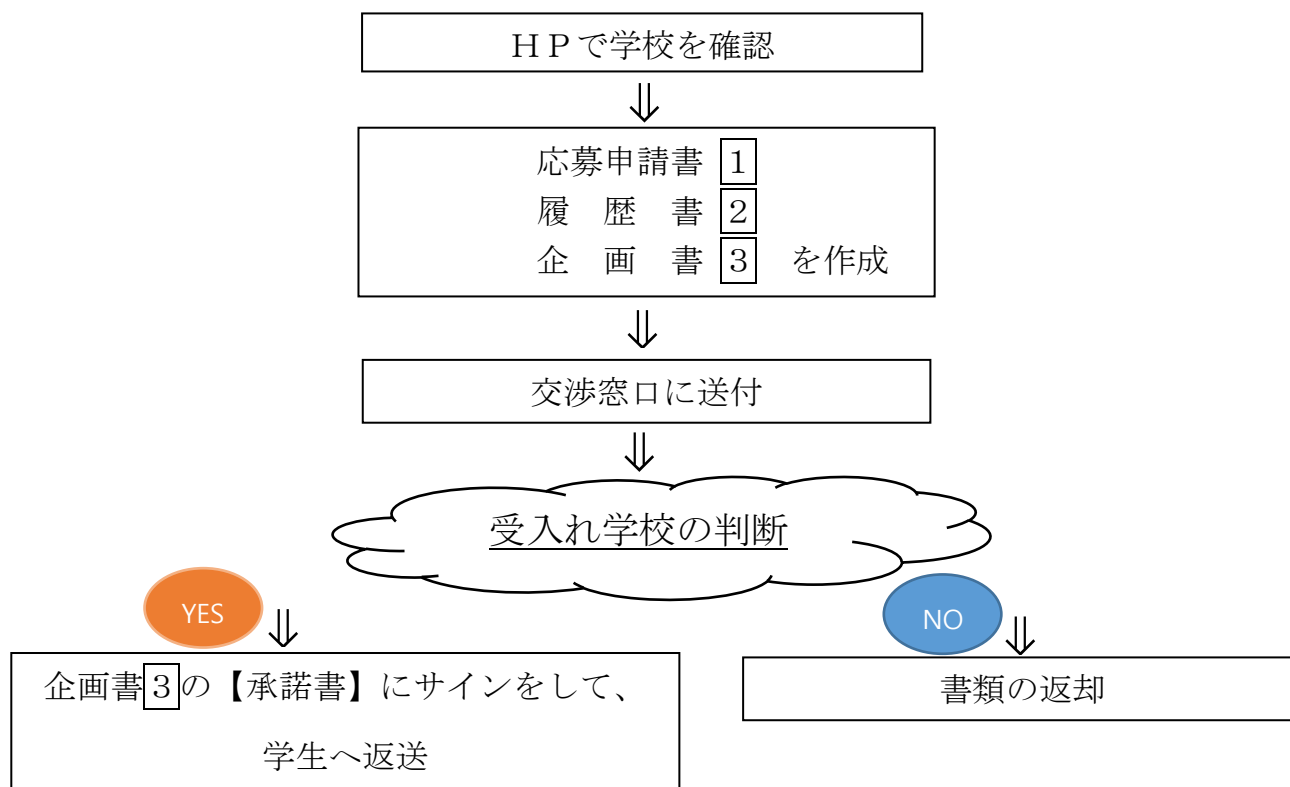 ＨＰで学校を確認
⇓
応募申請書 1
履　歴　書 2
企　画　書 3　を作成
⇓
交渉窓口に送付
⇓
受入れ学校の判断
YES ⇓
NO ⇓
企画書3の【承諾書】にサインをして、
学生へ返送
書類の返却